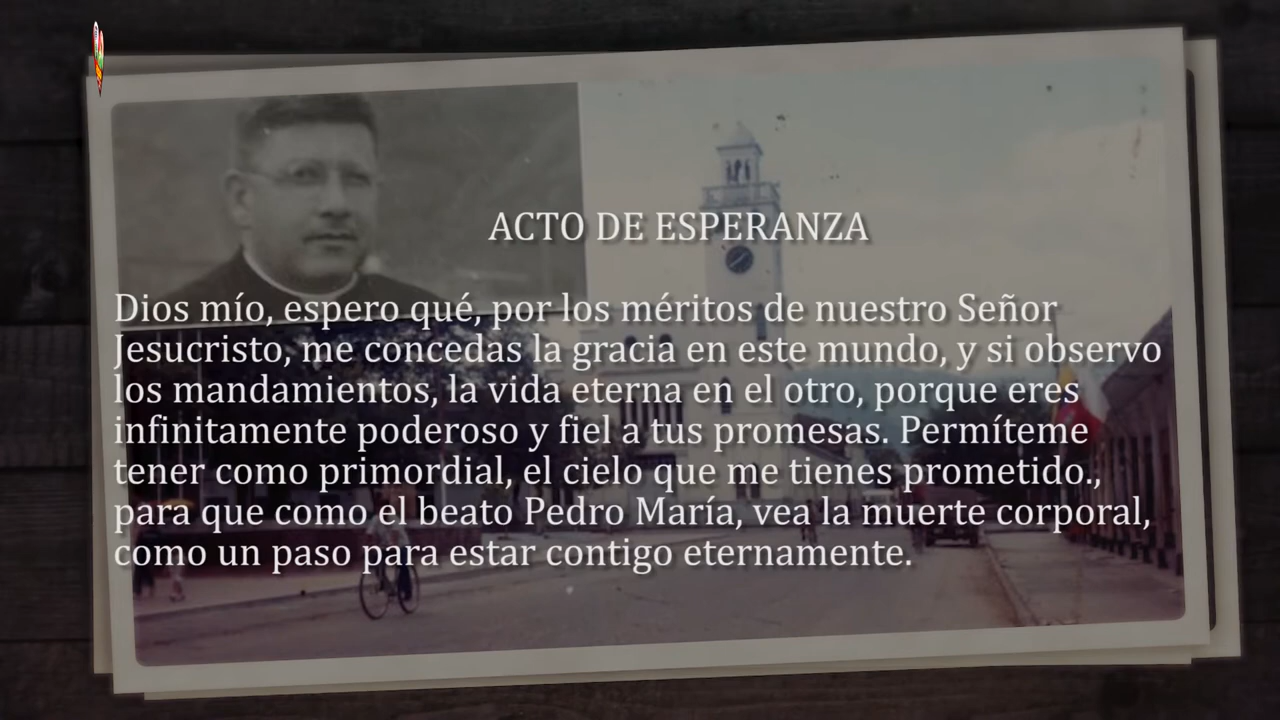 ACTO DE ESPERANZA
Dios mío, espero qué, por los méritos de nuestro Señor
Jesucristo, me concedas la gracia en este mundo, y si observo
los mandamientos, la vida eterna en el otro, porque eres
infinitamente poderoso y fiel a tus promesas. Permíteme
tener como primordial, el cielo que me tienes prometido.,
para que como el beato Pedro María, vea la muerte corporal,
como un paso para estar contigo eternamente.